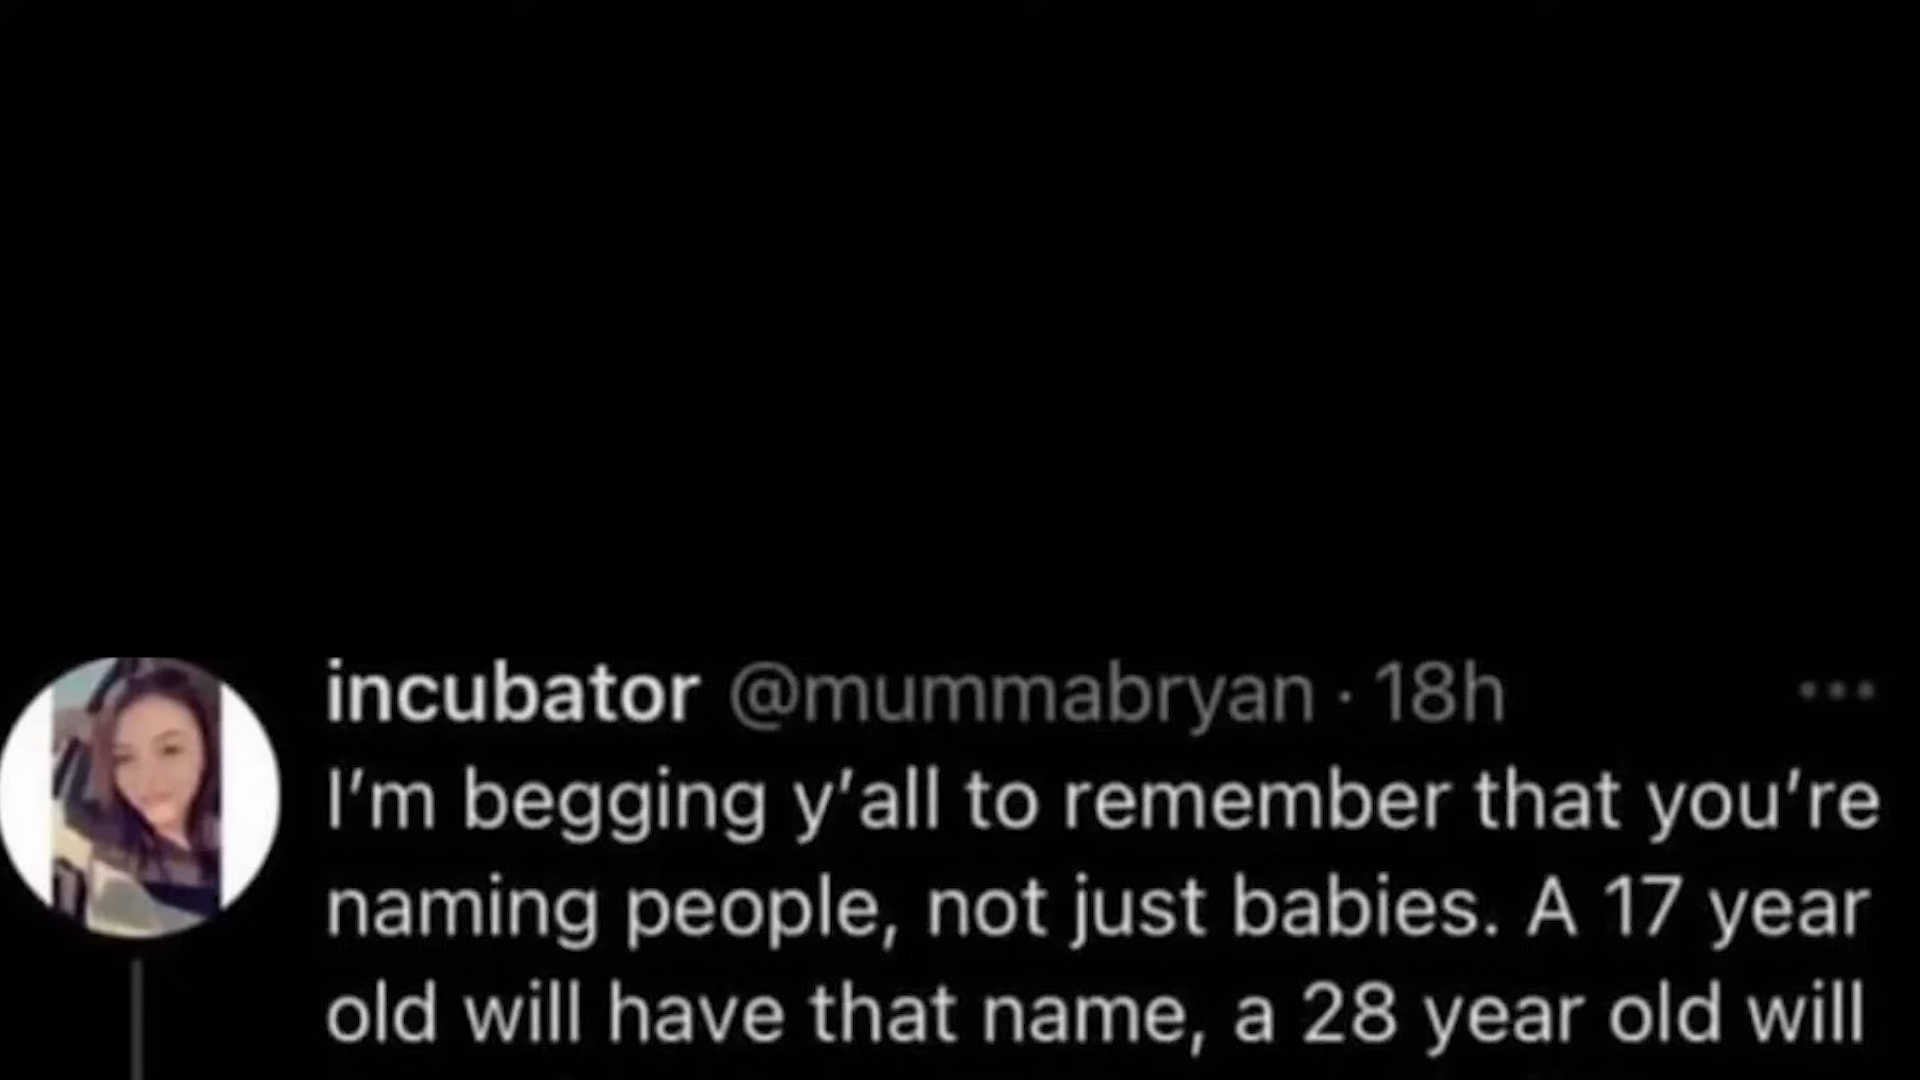 incubator @mummabryan · 18h ...
I’m begging y’all to remember that you’re
naming people, not just babies. A 17 year
old will have that name, a 28 year old will